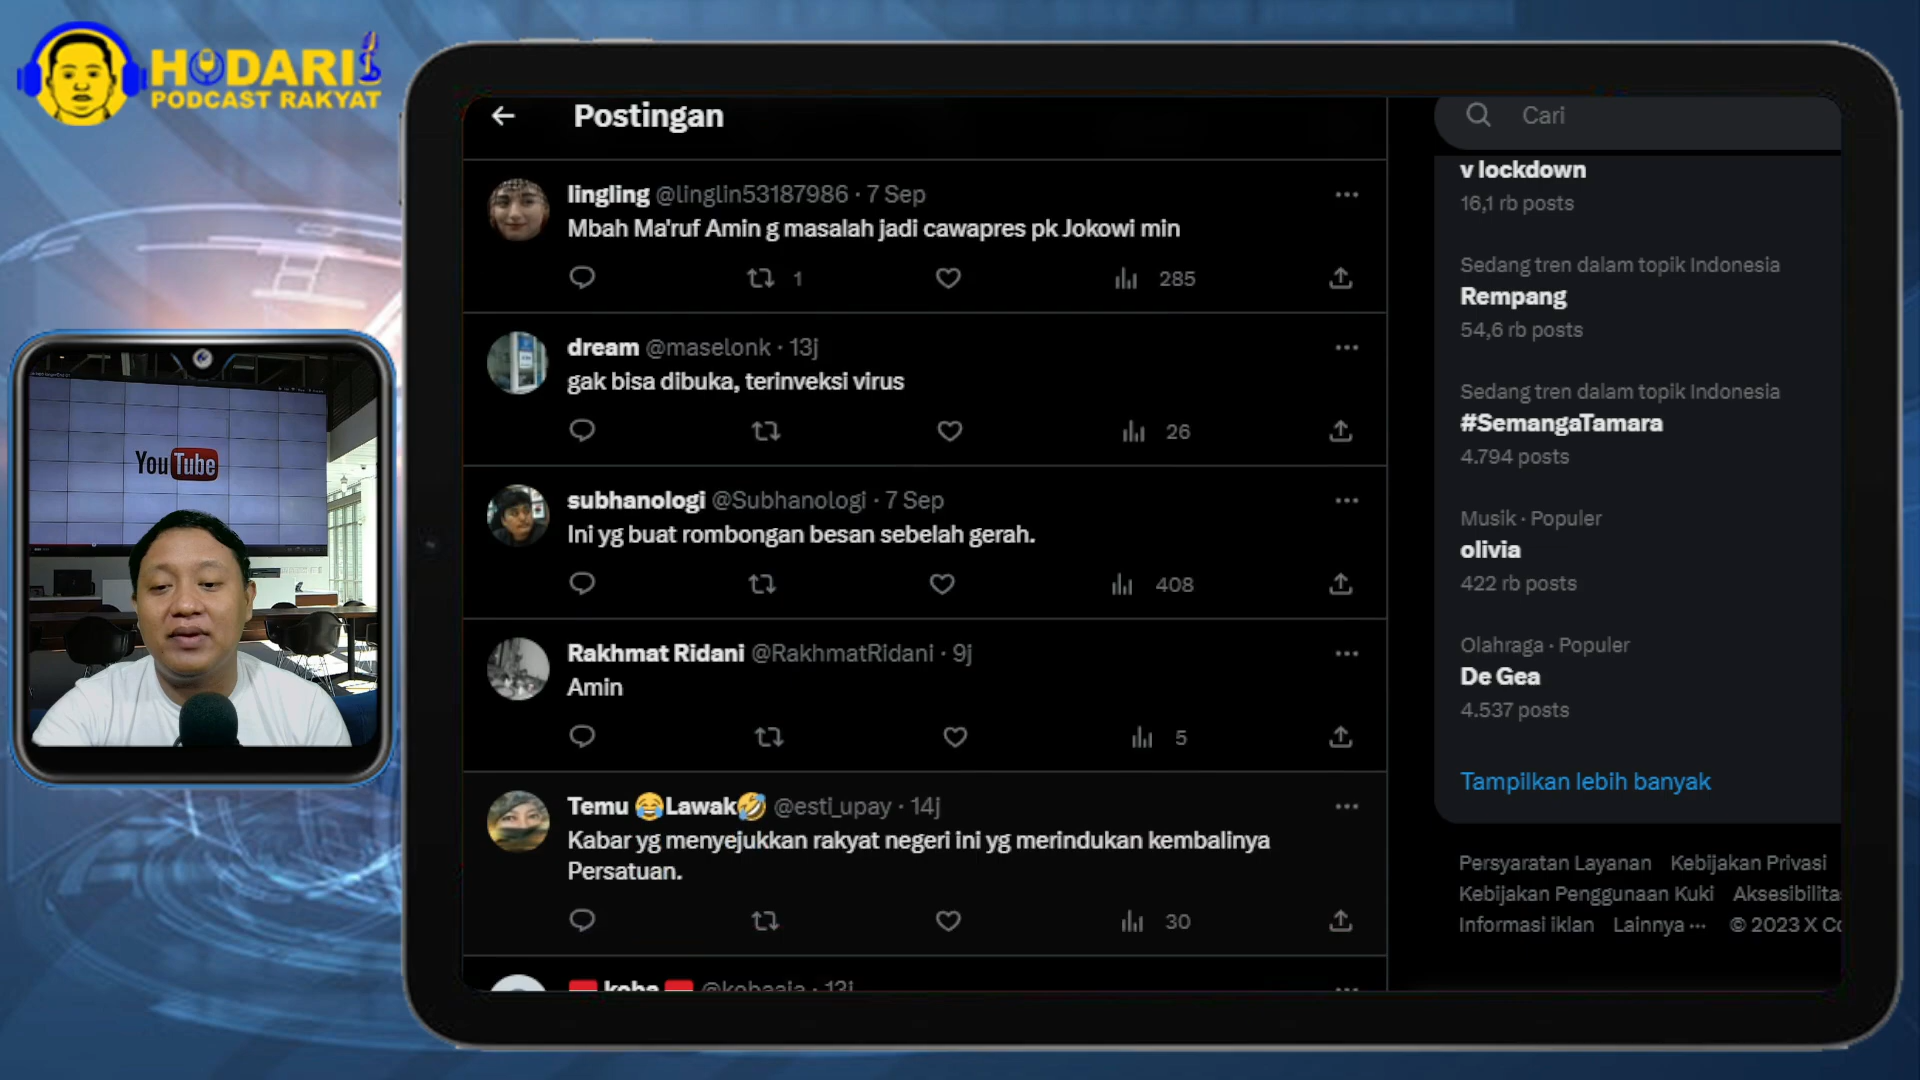 HODARI
PODCAST RAKYAT
YouTube
Postingan
lingling @linglin53187986 · 7 Sep
Mbah Ma'ruf Amin g masalah jadi cawapres pk Jokowi min
1
285
dream @maselonk · 13j
gak bisa dibuka, terinveksi virus
26
subhanologi @Subhanologi · 7 Sep
Ini yg buat rombongan besan sebelah gerah.
408
Rakhmat Ridani @RakhmatRidani · 9j
Amin
5
Temu 😂Lawak🤣 @esti_upay · 14j
Kabar yg menyejukkan rakyat negeri ini yg merindukan kembalinya
Persatuan.
30
koba @kobaaja · 13j
Cari
v lockdown
16,1 rb posts
Sedang tren dalam topik Indonesia
Rempang
54,6 rb posts
Sedang tren dalam topik Indonesia
#SemangaTamara
4.794 posts
Musik · Populer
olivia
422 rb posts
Olahraga · Populer
De Gea
4.537 posts
Tampilkan lebih banyak
Persyaratan Layanan Kebijakan Privasi
Kebijakan Penggunaan Kuki Aksesibilita
Informasi iklan Lainnya ··· © 2023 X Co